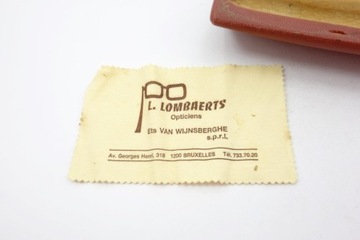 L. LOMBAERTS
Opticiens
Ets VAN WIJNSBERGHE
s.p.r.l.
Av. Georges Henri, 318 1200 BRUXELLES Tél. 733.70.20